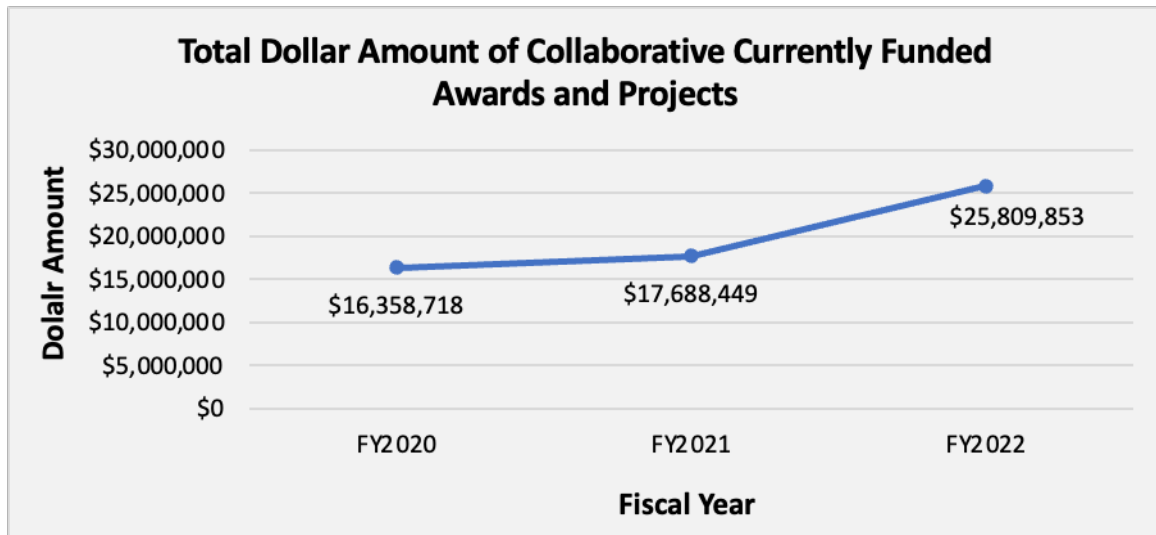 Total Dollar Amount of Collaborative Currently Funded
Awards and Projects
Dolalr Amount
$30,000,000
$25,000,000
$20,000,000
$15,000,000
$10,000,000
$5,000,000
$0
$16,358,718
$17,688,449
$25,809,853
FY2020
FY2021
FY2022
Fiscal Year